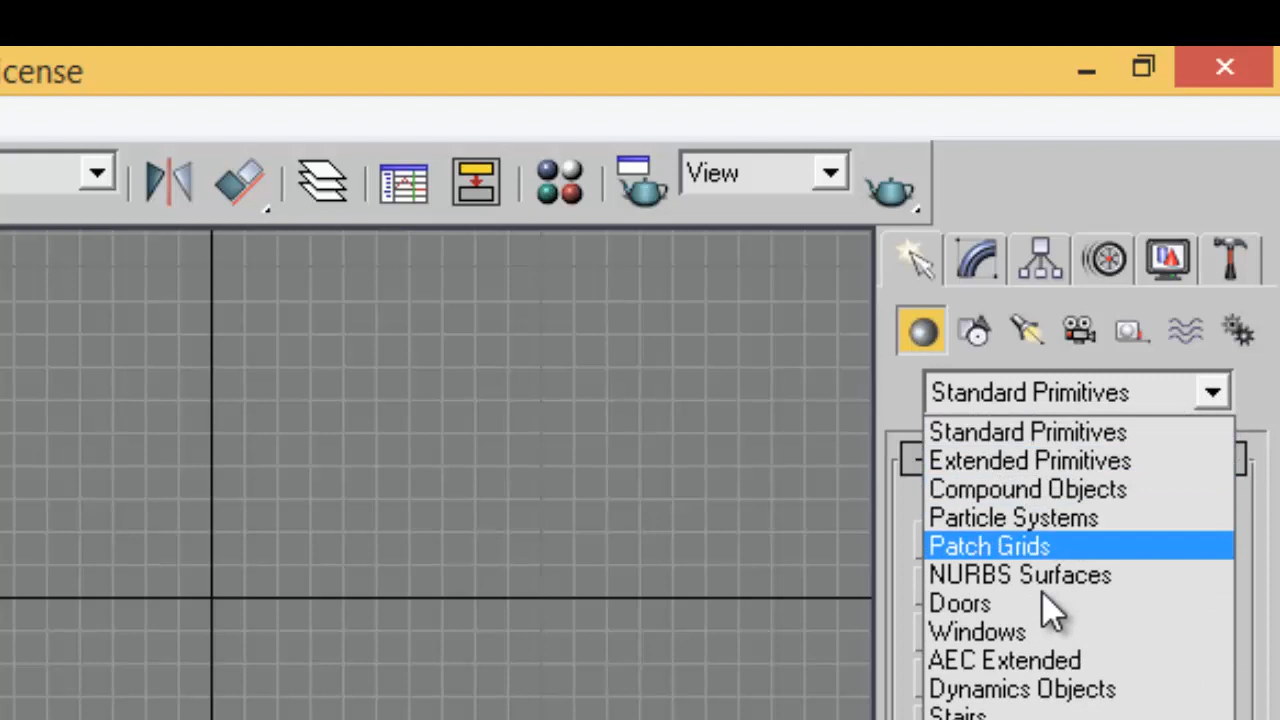 icense
View
Standard Primitives
Standard Primitives
Extended Primitives
Compound Objects
Particle Systems
Patch Grids
NURBS Surfaces
Doors
Windows
AEC Extended
Dynamics Objects
Stairs